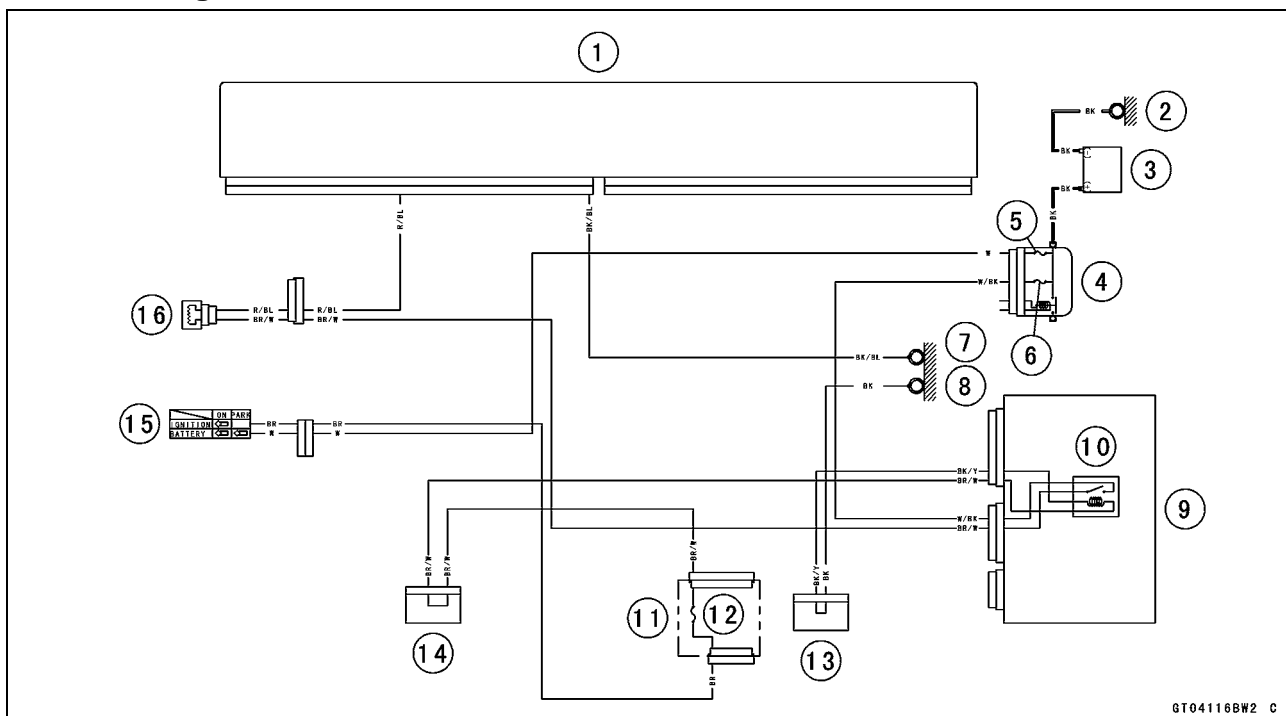 1
BK
2
BK
3
BK
R/BL
BK/BL
5
W
4
W/BK
6
16
R/BL R/BL
BR/W BR/W
7
BK/BL
8
BK
15
ON PARK
IGNITION
BATTERY
BR BR
W W
10
BK/Y
BR/W
9
W/BK
BR/W
BR/W BR/W
BR/W
BK/Y BK
11
12
14
13
BR
GT04116BW2 C